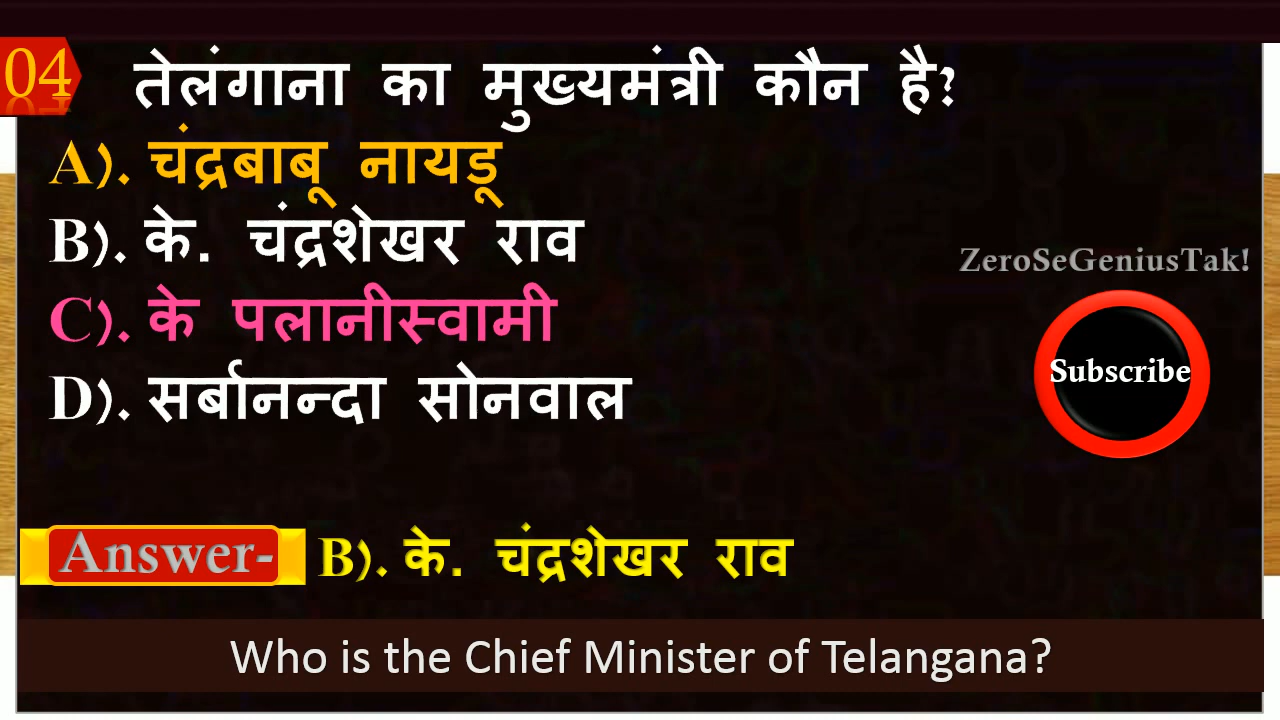 04
तेलंगाना का मुख्यमंत्री कौन है?
A). चंद्रबाबू नायडू
B). के. चंद्रशेखर राव
C). के पलानीस्वामी
D). सर्बानन्दा सोनवाल
ZeroSeGeniusTak!
Subscribe
Answer- B). के. चंद्रशेखर राव
Who is the Chief Minister of Telangana?